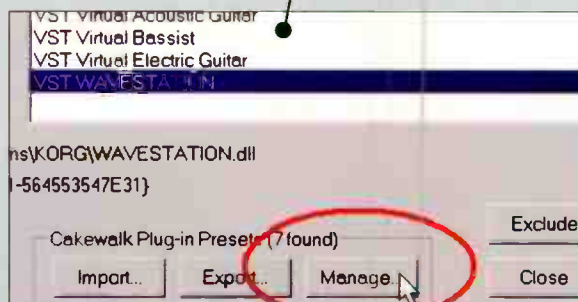 VST Virtual Acoustic Guitar
VST Virtual Bassist
VST Virtual Electric Guitar
VST WAVESTATION
ns\KORG\WAVESTATION.dll
I-564553547E31}
Exclude
Cakewalk Plug-in Presets (7 found)
Import...
Export...
Manage...
Close